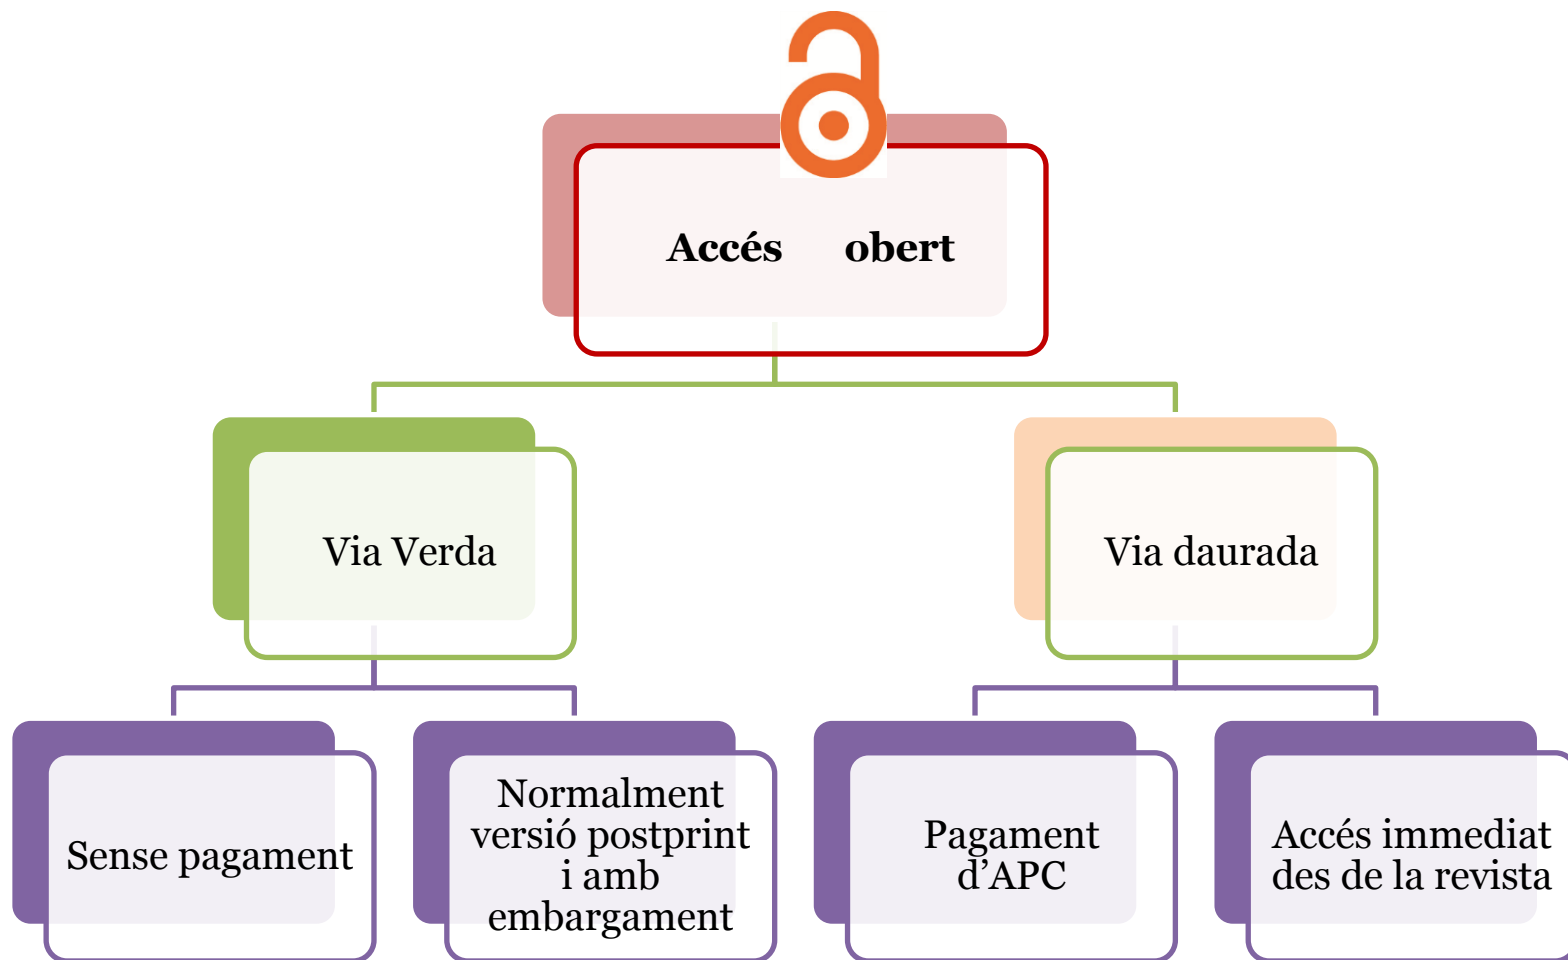 Accés obert
Via Verda
Via daurada
Sense pagament
Normalment
versió postprint
i amb
embargament
Pagament
d’APC
Accés immediat
des de la revista